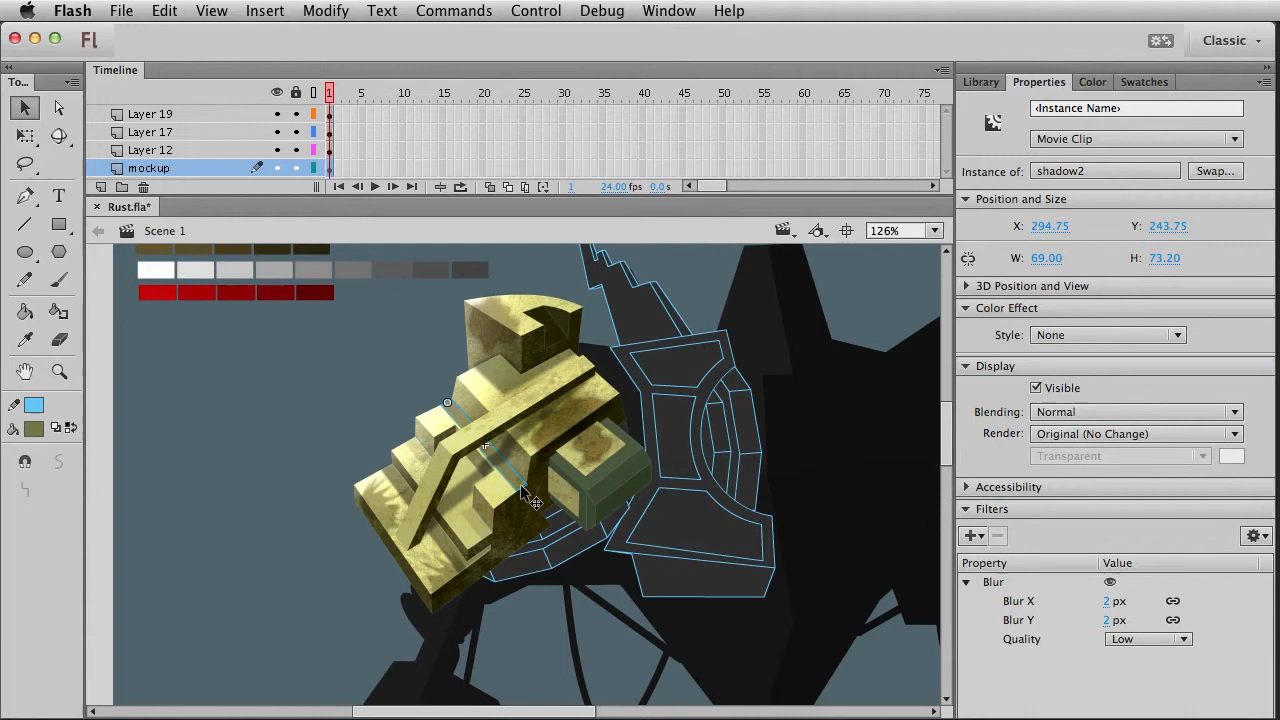 Flash File Edit View Insert Modify Text Commands Control Debug Window Help
Fl Classic
To... Timeline Library Properties Color Swatches
1 5 10 15 20 25 30 35 40 45 50 55 60 65 70 75
Layer 19
Layer 17
Layer 12
mockup
1 24.00 fps 0.0 s
Rust.fla*
Scene 1 126%
T
<Instance Name>
Movie Clip
Instance of: shadow2 Swap...
Position and Size
X: 294.75 Y: 243.75
W: 69.00 H: 73.20
3D Position and View
Color Effect
Style: None
Display
Visible
Blending: Normal
Render: Original (No Change)
Transparent
Accessibility
Filters
Property Value
Blur
Blur X 2 px
Blur Y 2 px
Quality Low